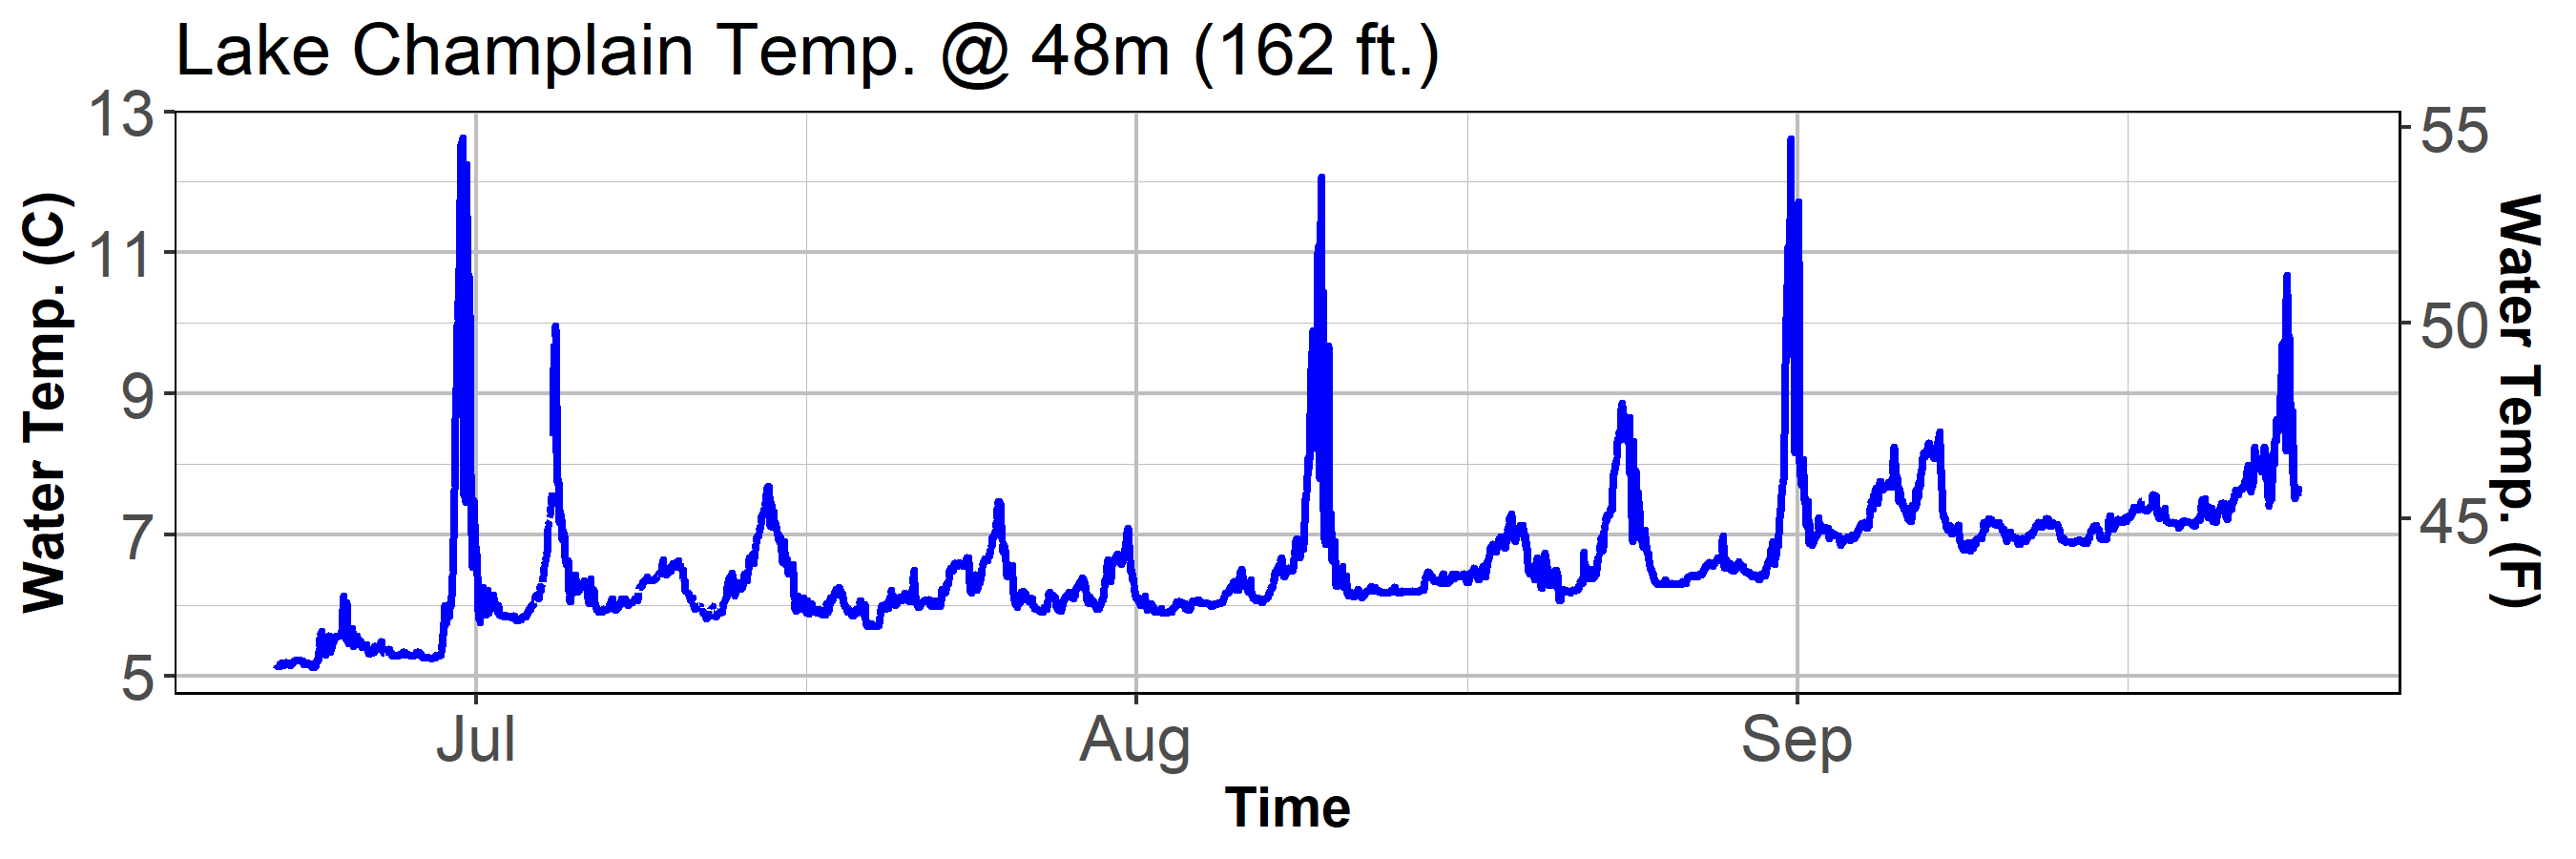 Lake Champlain Temp. @ 48m (162 ft.)
13
11
9
7
5
Water Temp. (C)
55
50
45
Water Temp. (F)
Jul Aug Sep
Time